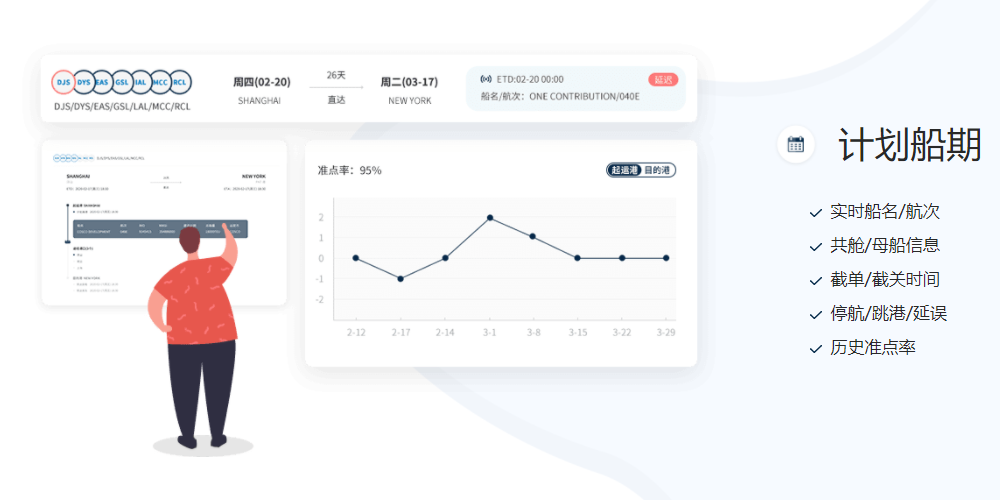 DJS DYS EAS GSL IAL MCC RCL
DJS/DYS/EAS/GSL/LAL/MCC/RCL
周四(02-20)
SHANGHAI
26天
直达
周二(03-17)
NEW YORK
ETD:02-20 00:00
延迟
船名/航次：ONE CONTRIBUTION/040E
SHANGHAI
NEW YORK
准点率：95%
起运港 目的港
2
1
0
-1
-2
2-12 2-17 2-14 3-1 3-8 3-15 3-22 3-29
计划船期
实时船名/航次
共舱/母船信息
截单/截关时间
停航/跳港/延误
历史准点率